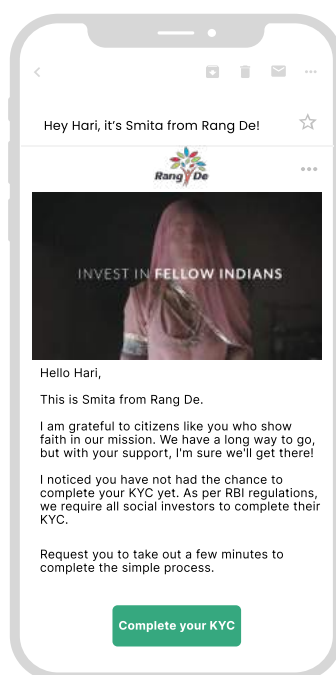 Hey Hari, it’s Smita from Rang De!
Rang De
INVEST IN FELLOW INDIANS
Hello Hari,
This is Smita from Rang De.
I am grateful to citizens like you who show
faith in our mission. We have a long way to go,
but with your support, I'm sure we'll get there!
I noticed you have not had the chance to
complete your KYC yet. As per RBI regulations,
we require all social investors to complete their
KYC.
Request you to take out a few minutes to
complete the simple process.
Complete your KYC